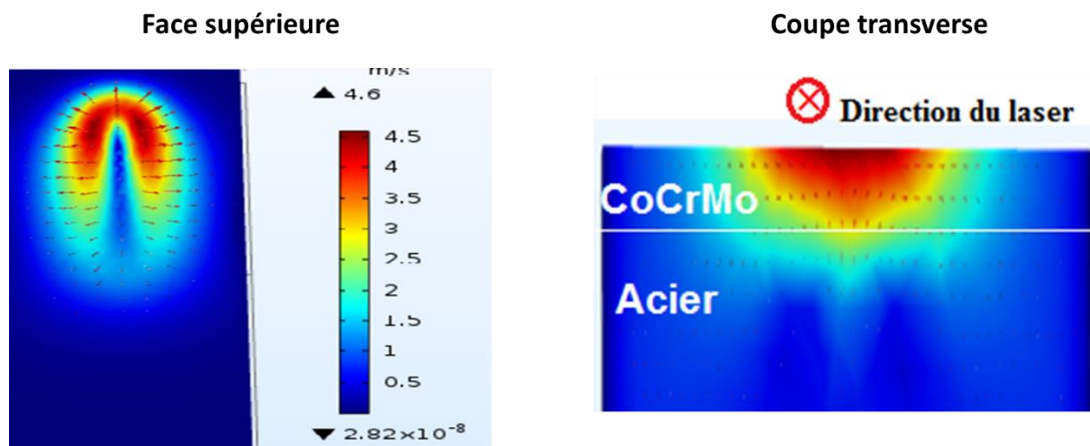 Face supérieure
Coupe transverse
m/s
▲ 4.6
4.5
4
3.5
3
2.5
2
1.5
1
0.5
▼ 2.82×10⁻⁸
Direction du laser
CoCrMo
Acier